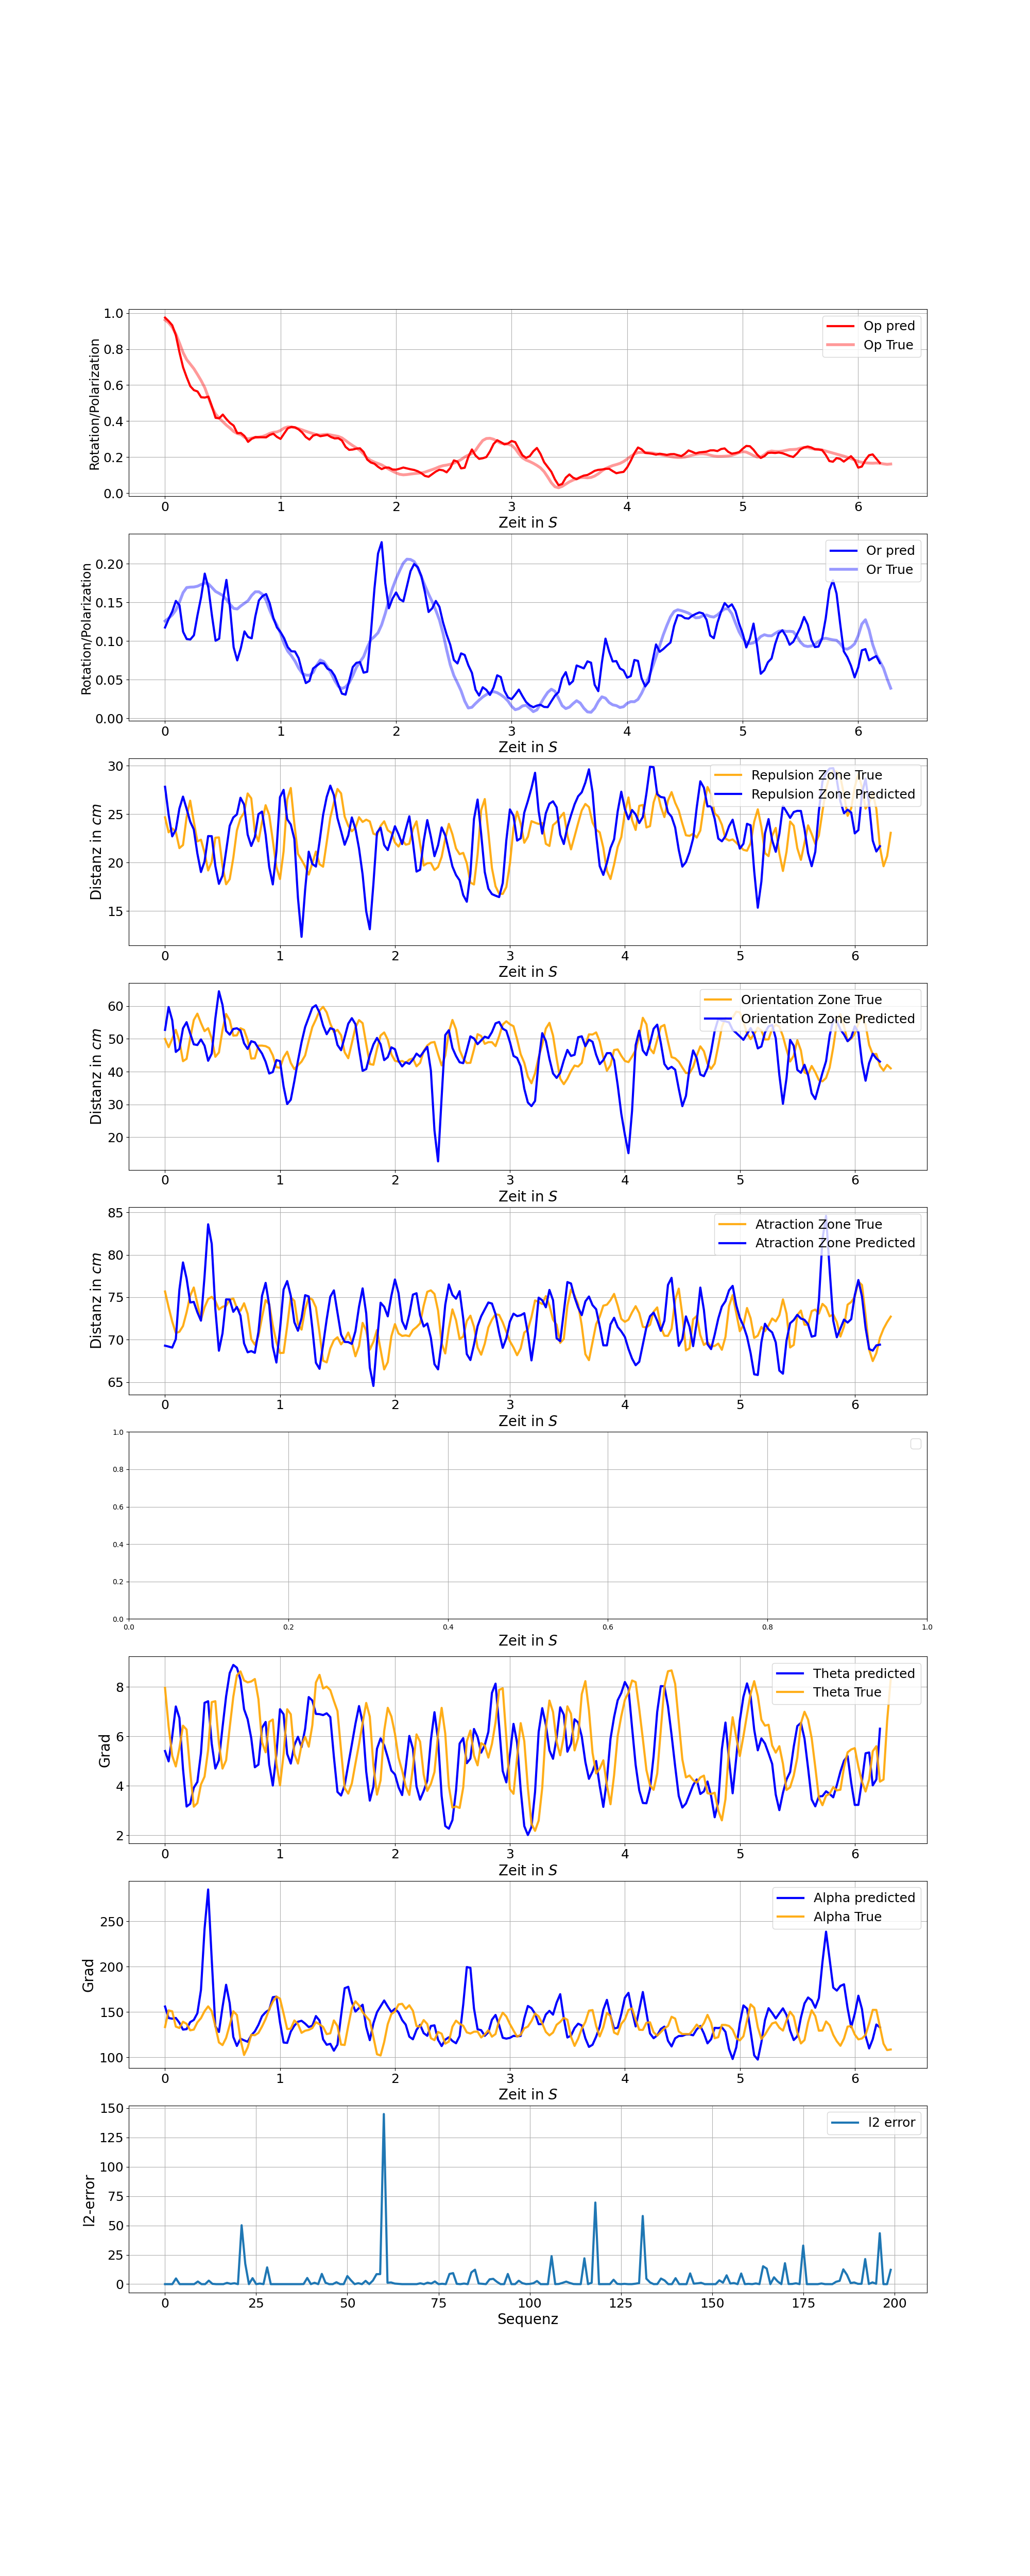 Rotation/Polarization
1.0
0.8
0.6
0.4
0.2
0.0
Op pred
Op True
0 1 2 3 4 5 6
Zeit in S
Rotation/Polarization
0.20
0.15
0.10
0.05
0.00
Or pred
Or True
0 1 2 3 4 5 6
Zeit in S
Distanz in cm
30
25
20
15
Repulsion Zone True
Repulsion Zone Predicted
0 1 2 3 4 5 6
Zeit in S
Distanz in cm
60
50
40
30
20
Orientation Zone True
Orientation Zone Predicted
0 1 2 3 4 5 6
Zeit in S
Distanz in cm
85
80
75
70
65
Atraction Zone True
Atraction Zone Predicted
0 1 2 3 4 5 6
Zeit in S
1.0
0.8
0.6
0.4
0.2
0.0
0.0 0.2 0.4 0.6 0.8 1.0
Zeit in S
Grad
8
6
4
2
Theta predicted
Theta True
0 1 2 3 4 5 6
Zeit in S
Grad
250
200
150
100
Alpha predicted
Alpha True
0 1 2 3 4 5 6
Zeit in S
l2-error
150
125
100
75
50
25
0
l2 error
0 25 50 75 100 125 150 175 200
Sequenz